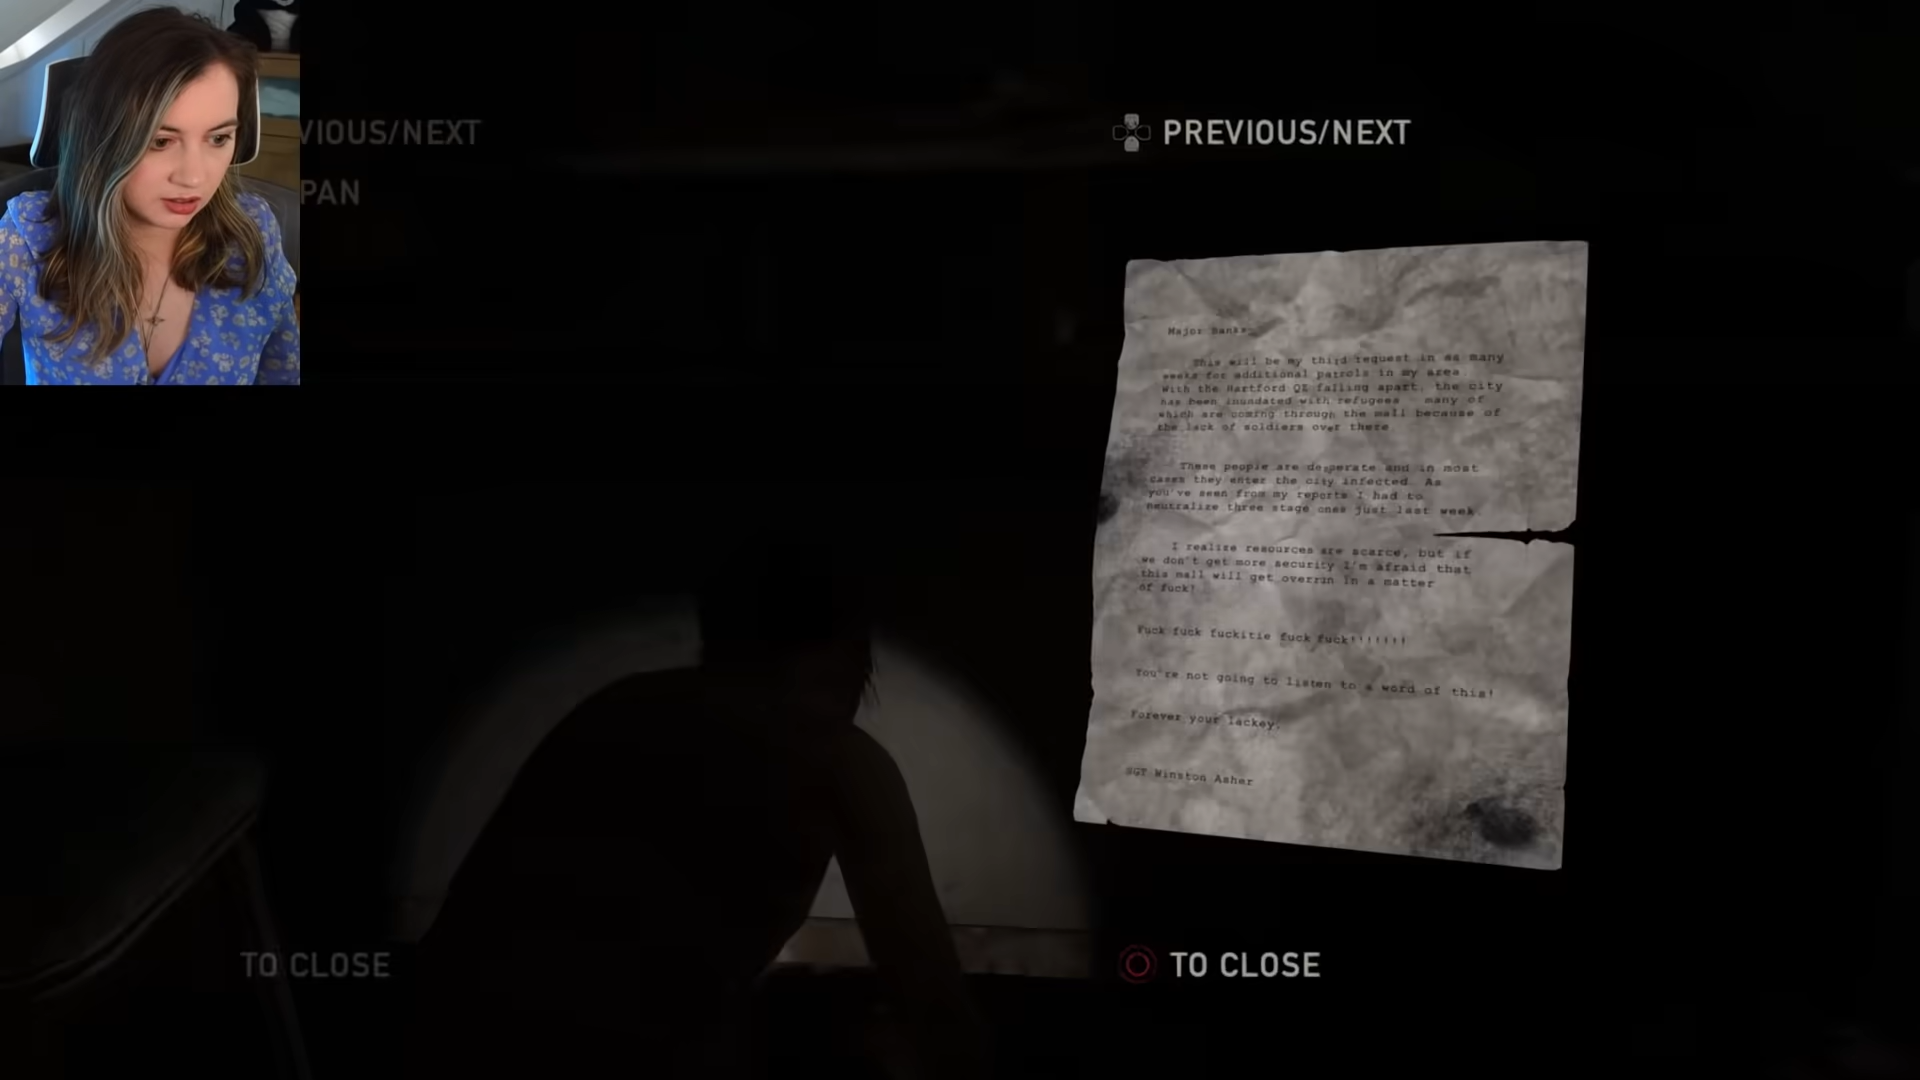 VIOUS/NEXT
PREVIOUS/NEXT
PAN
Major Banks,
This will be my third request in as many
weeks for additional patrols in my area.
With the Hartford QZ falling apart, the city
has been inundated with refugees many of
which are coming through the mall because of
the lack of soldiers over there.
These people are desperate and in most
cases they enter the city infected. As
you've seen from my reports I had to
neutralize three stage ones just last week.
I realize resources are scarce, but if
we don't get more security I'm afraid that
this mall will get overrun in a matter
of fuck!
Fuck fuck fuckitie fuck fuck!!!!!!!
You're not going to listen to a word of this!
Forever your lackey,
SGT Winston Asher
TO CLOSE
TO CLOSE